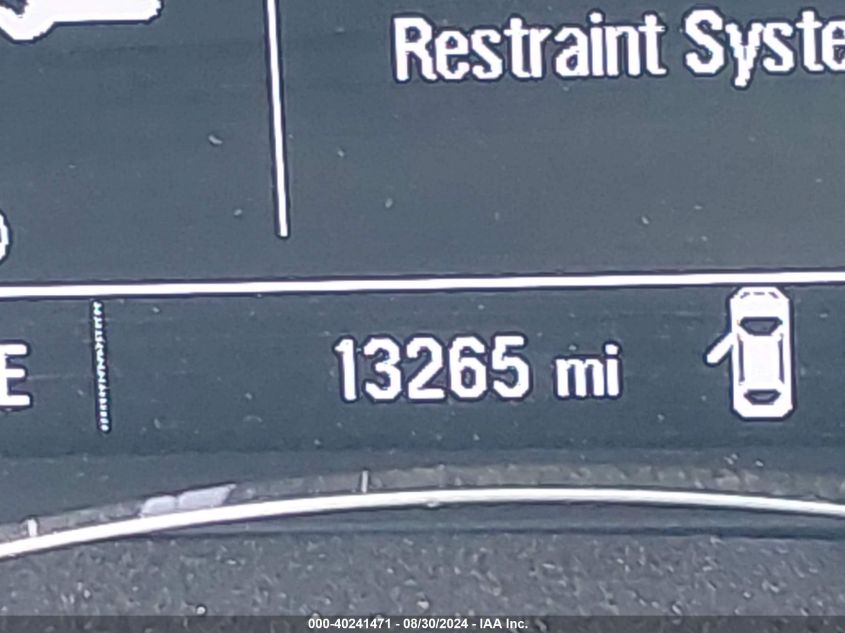 Restraint Syste
E
13265 mi
000-40241471 - 08/30/2024 - IAA Inc.